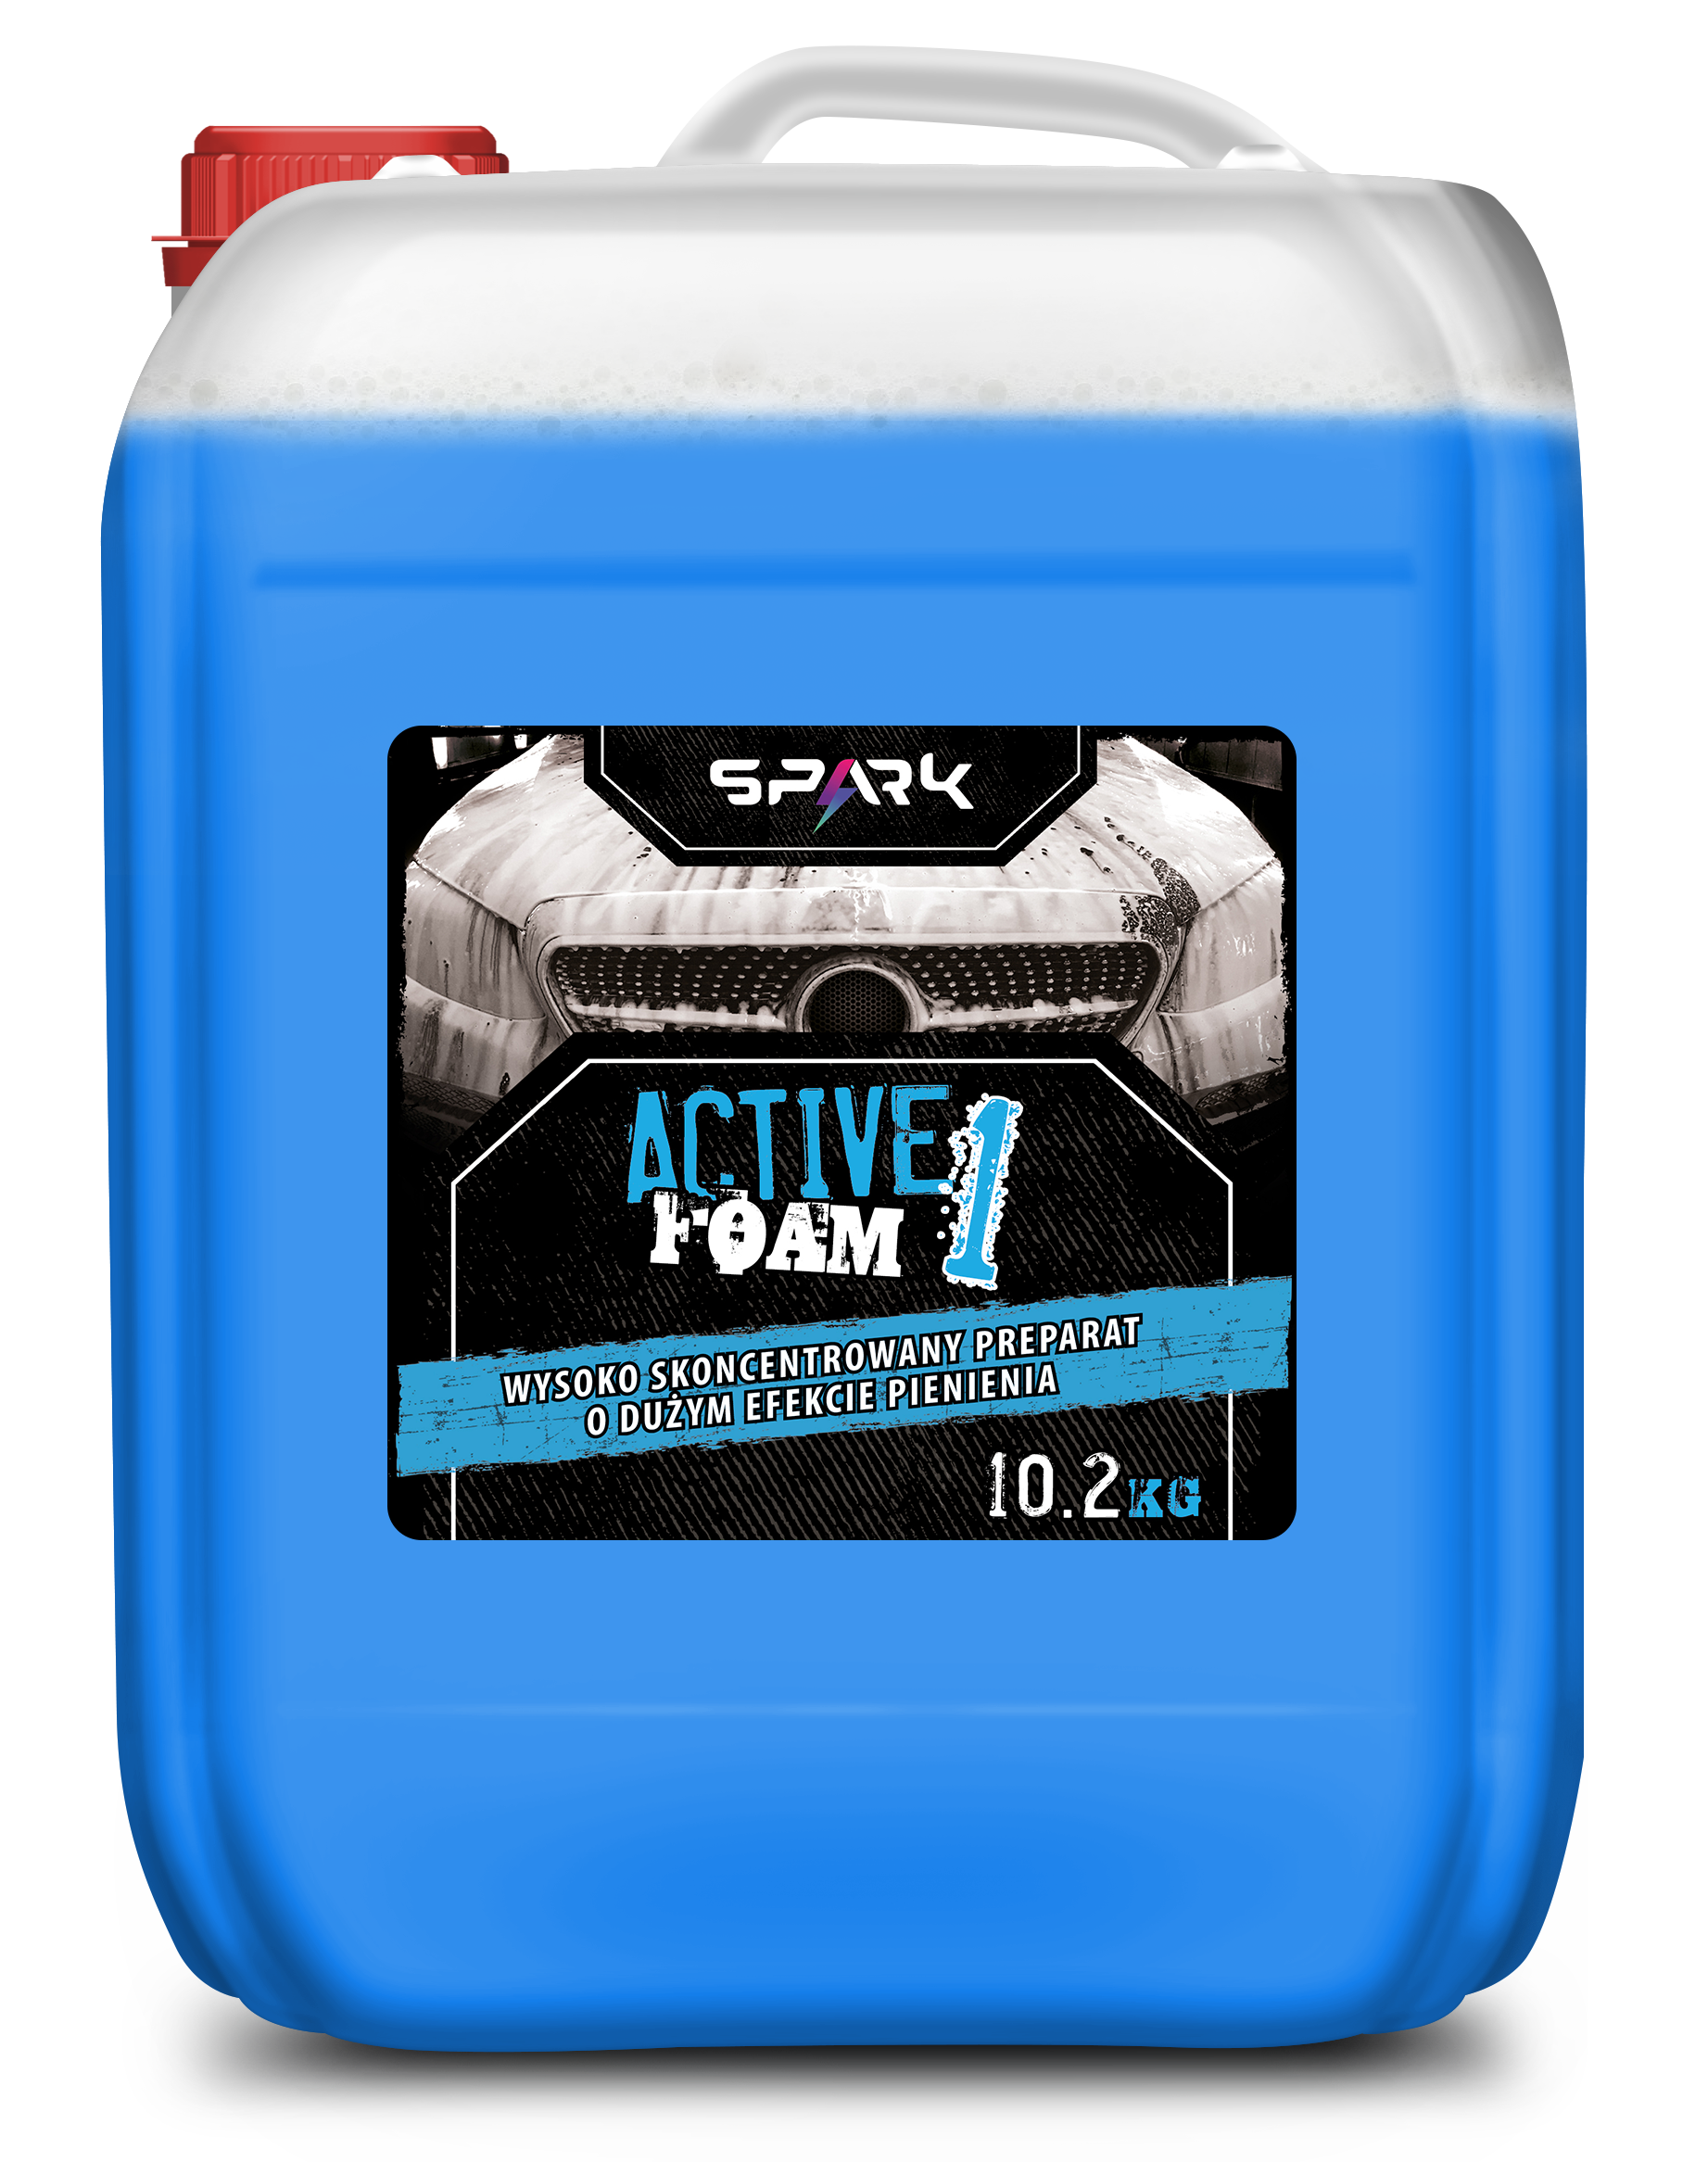 SPARK
ACTIVE 1
FOAM
WYSOKO SKONCENTROWANY PREPARAT
O DUŻYM EFEKCIE PIENIENIA
10.2KG